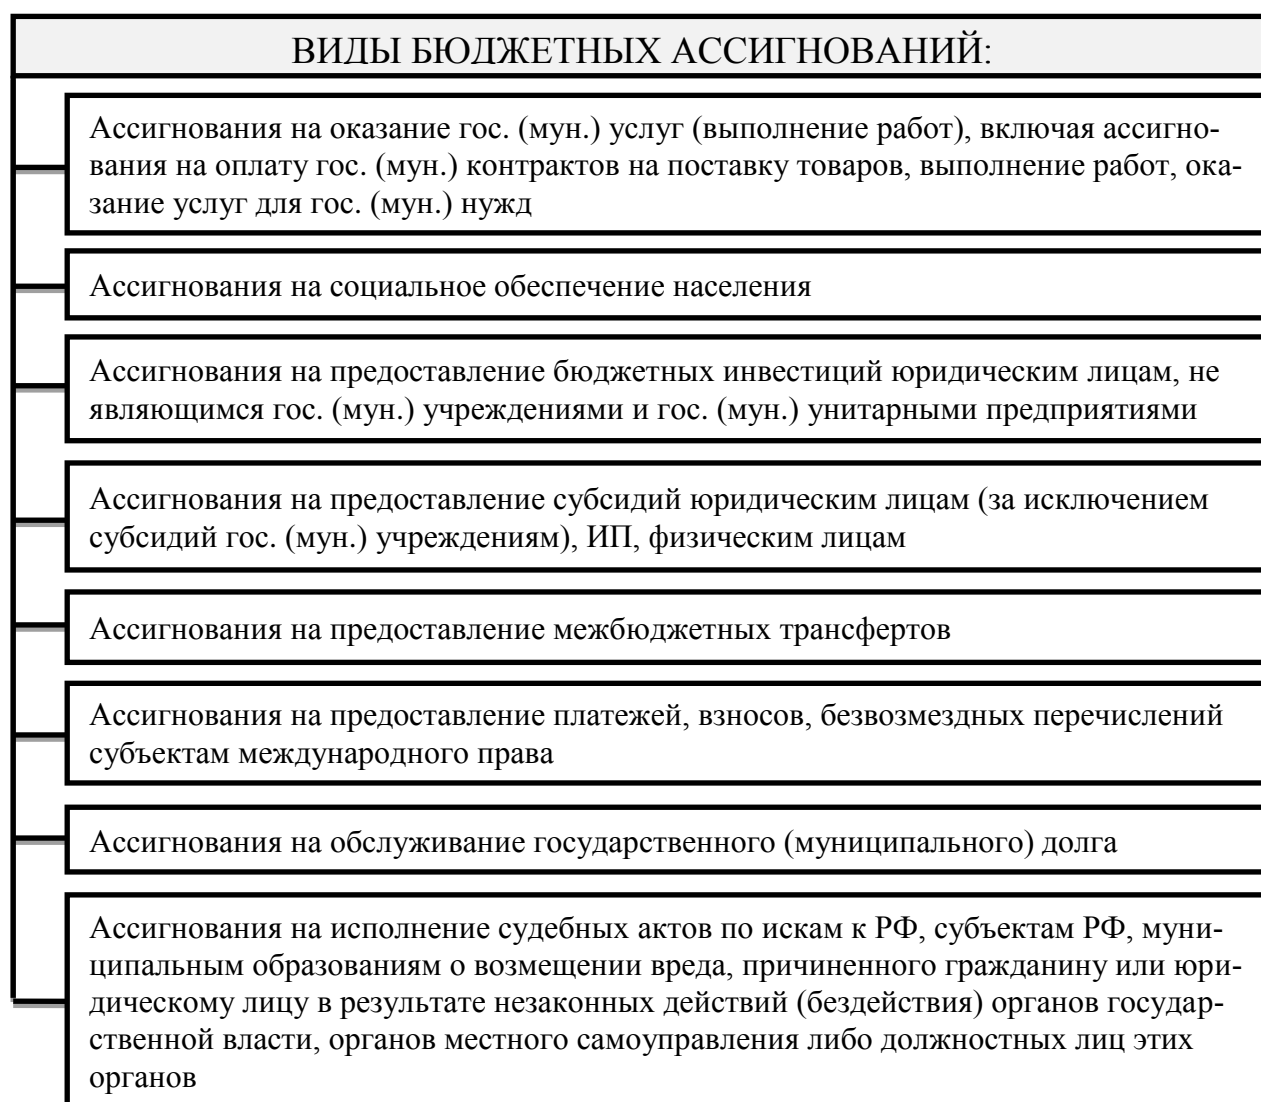 ВИДЫ БЮДЖЕТНЫХ АССИГНОВАНИЙ:
Ассигнования на оказание гос. (мун.) услуг (выполнение работ), включая ассигно-
вания на оплату гос. (мун.) контрактов на поставку товаров, выполнение работ, ока-
зание услуг для гос. (мун.) нужд
Ассигнования на социальное обеспечение населения
Ассигнования на предоставление бюджетных инвестиций юридическим лицам, не
являющимся гос. (мун.) учреждениями и гос. (мун.) унитарными предприятиями
Ассигнования на предоставление субсидий юридическим лицам (за исключением
субсидий гос. (мун.) учреждениям), ИП, физическим лицам
Ассигнования на предоставление межбюджетных трансфертов
Ассигнования на предоставление платежей, взносов, безвозмездных перечислений
субъектам международного права
Ассигнования на обслуживание государственного (муниципального) долга
Ассигнования на исполнение судебных актов по искам к РФ, субъектам РФ, муни-
ципальным образованиям о возмещении вреда, причиненного гражданину или юри-
дическому лицу в результате незаконных действий (бездействия) органов государ-
ственной власти, органов местного самоуправления либо должностных лиц этих
органов